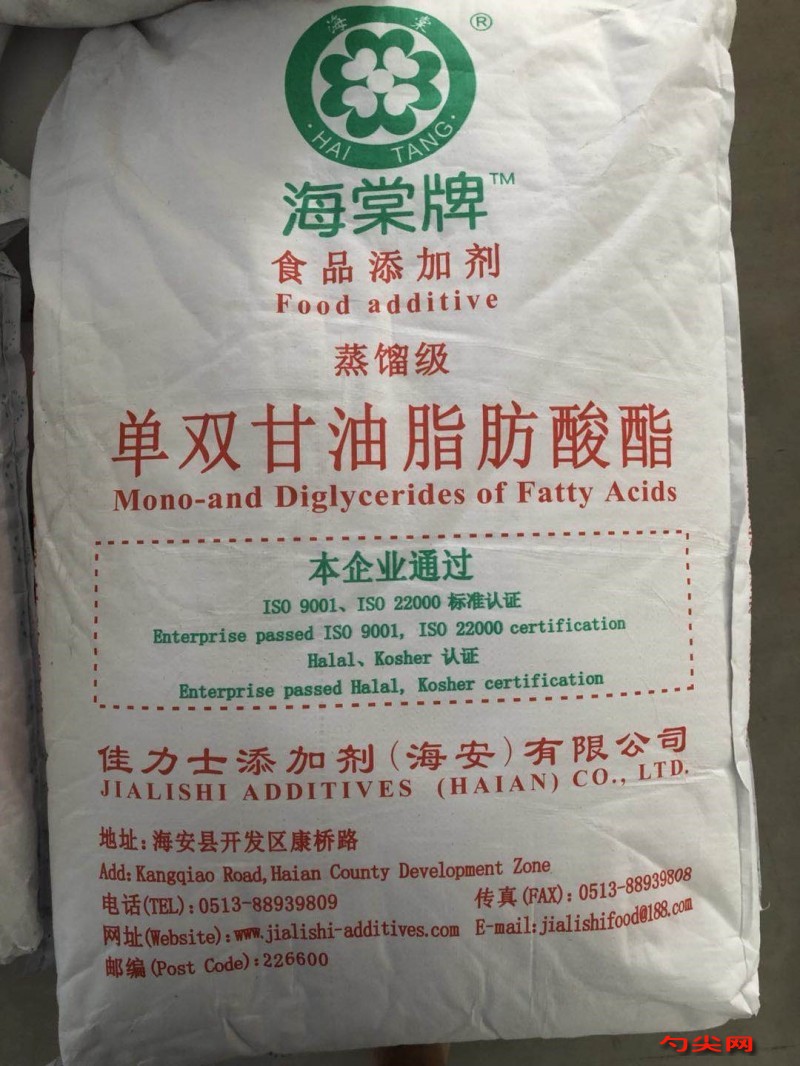 海棠
®
·HAI TANG·
海棠牌™
食品添加剂
Food additive
蒸馏级
单双甘油脂肪酸酯
Mono-and Diglycerides of Fatty Acids
本企业通过
ISO 9001、ISO 22000 标准认证
Enterprise passed ISO 9001, ISO 22000 certification
Halal、Kosher 认证
Enterprise passed Halal, Kosher certification
佳力士添加剂(海安)有限公司
JIALISHI ADDITIVES (HAIAN) CO., LTD.
地址:海安县开发区康桥路
Add:Kangqiao Road,Haian County Development Zone
电话(TEL):0513-88939809 传真(FAX):0513-88939808
网址(Website):www.jialishi-additives.com E-mail:jialishifood@188.com
邮编(Post Code):226600
勺尖网